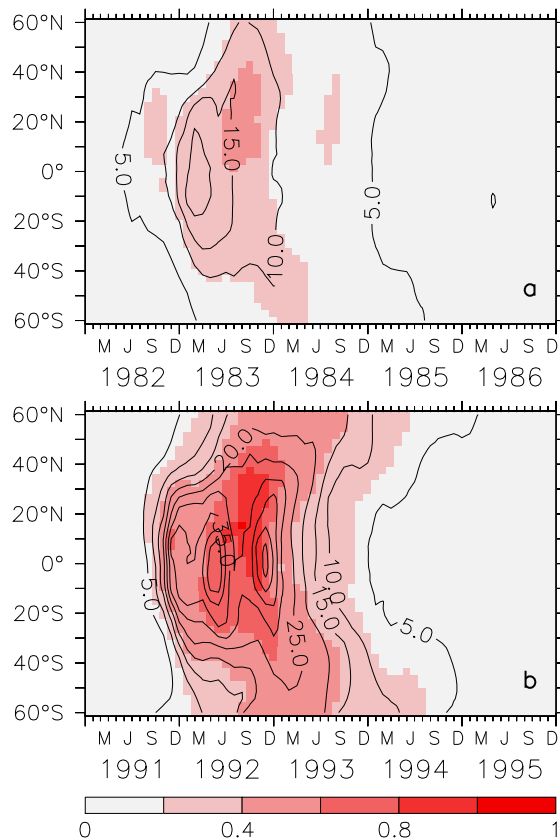 60°N
40°N
20°N
0°
20°S
40°S
60°S
5.0
15.0
10.0
5.0
a
M J S D M J S D M J S D M J S D M J S D
1982 1983 1984 1985 1986
60°N
40°N
20°N
0°
20°S
40°S
60°S
20.0
35.0
5.0
10.0
15.0
25.0
5.0
b
M J S D M J S D M J S D M J S D M J S D
1991 1992 1993 1994 1995
0 0.4 0.8 1